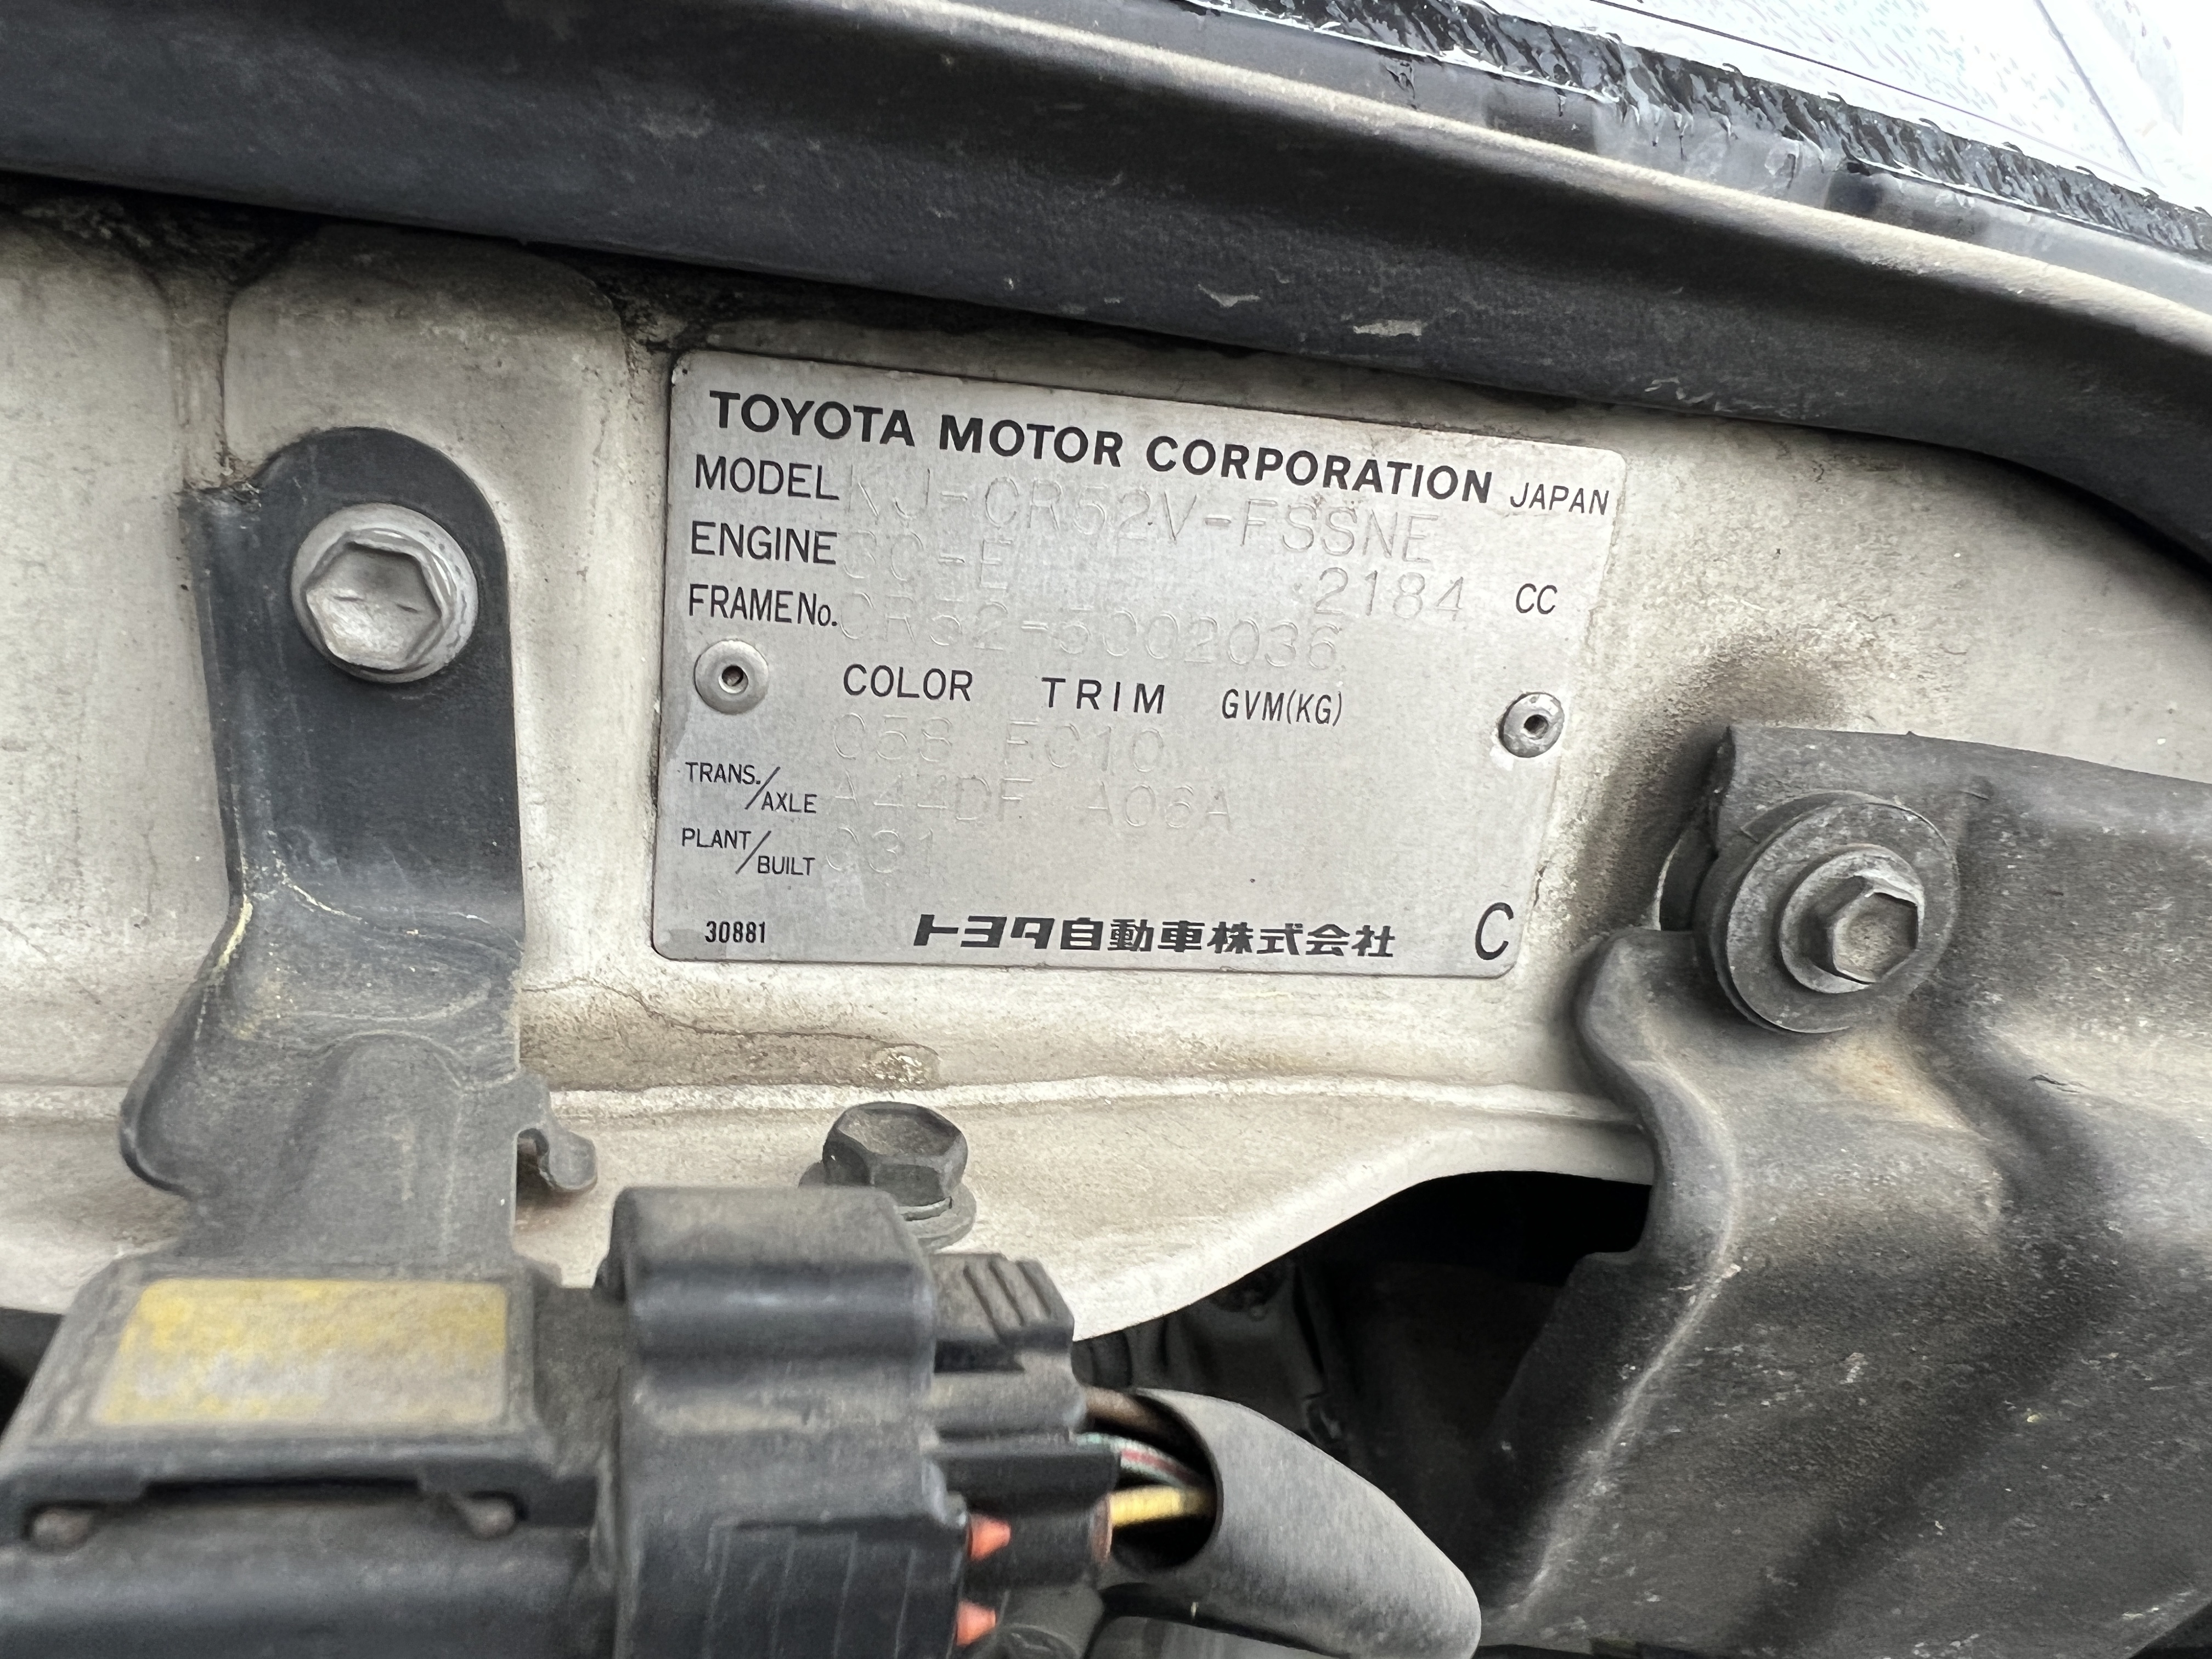 TOYOTA MOTOR CORPORATION JAPAN
MODEL KJ-CR52V-FSSNE
ENGINE 3C-E 2184 CC
FRAME No. CR52-5002036
COLOR TRIM GVM(KG)
058 FC10
TRANS./AXLE A44DF A06A
PLANT/BUILT
30881 トヨタ自動車株式会社 C